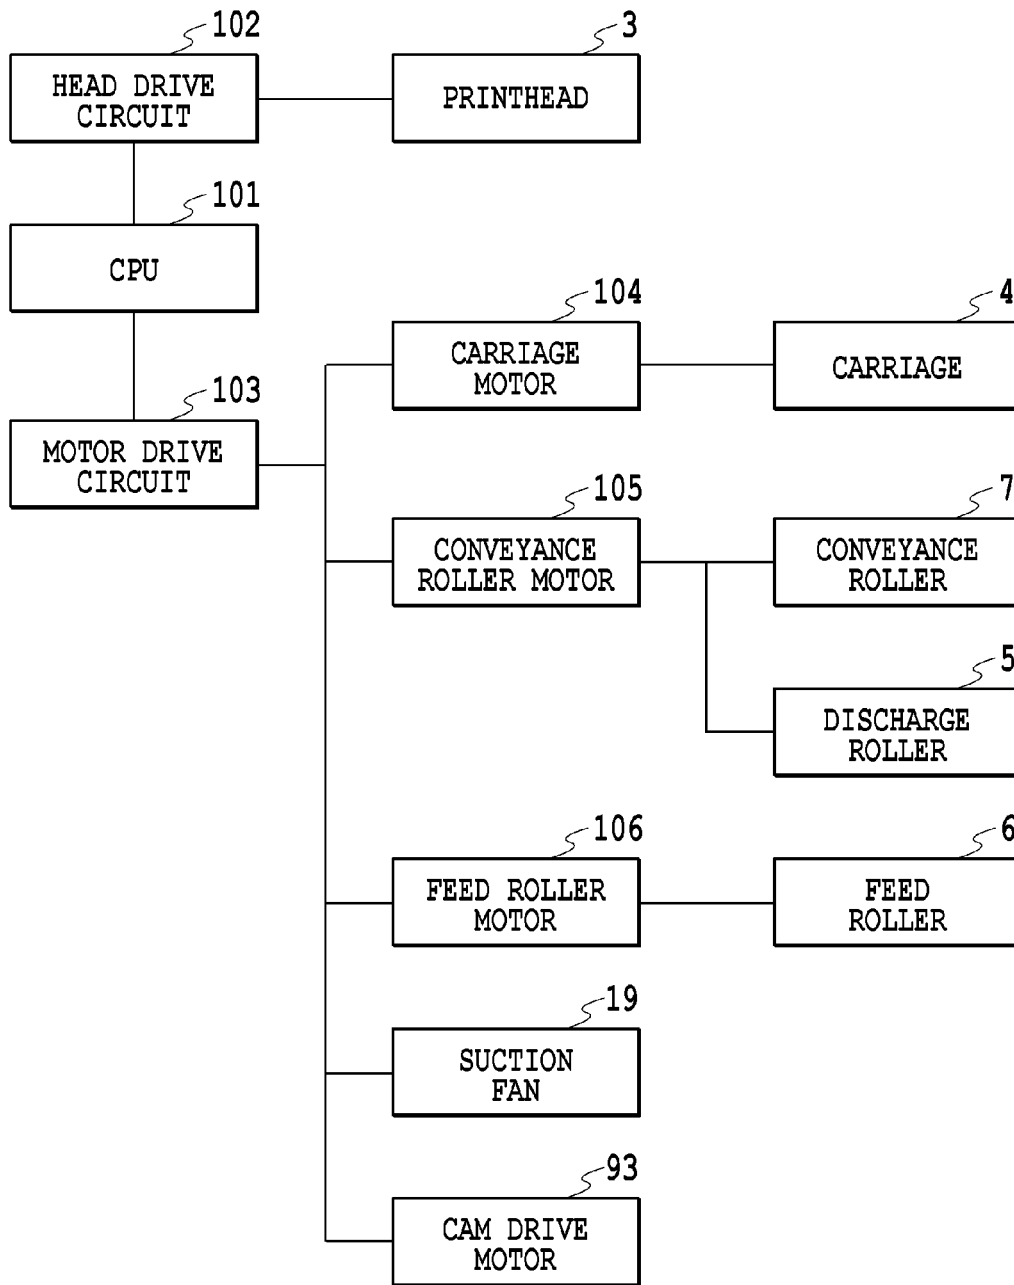 102
HEAD DRIVE
CIRCUIT
3
PRINTHEAD
101
CPU
103
MOTOR DRIVE
CIRCUIT
104
CARRIAGE
MOTOR
4
CARRIAGE
105
CONVEYANCE
ROLLER MOTOR
7
CONVEYANCE
ROLLER
5
DISCHARGE
ROLLER
106
FEED ROLLER
MOTOR
6
FEED
ROLLER
19
SUCTION
FAN
93
CAM DRIVE
MOTOR